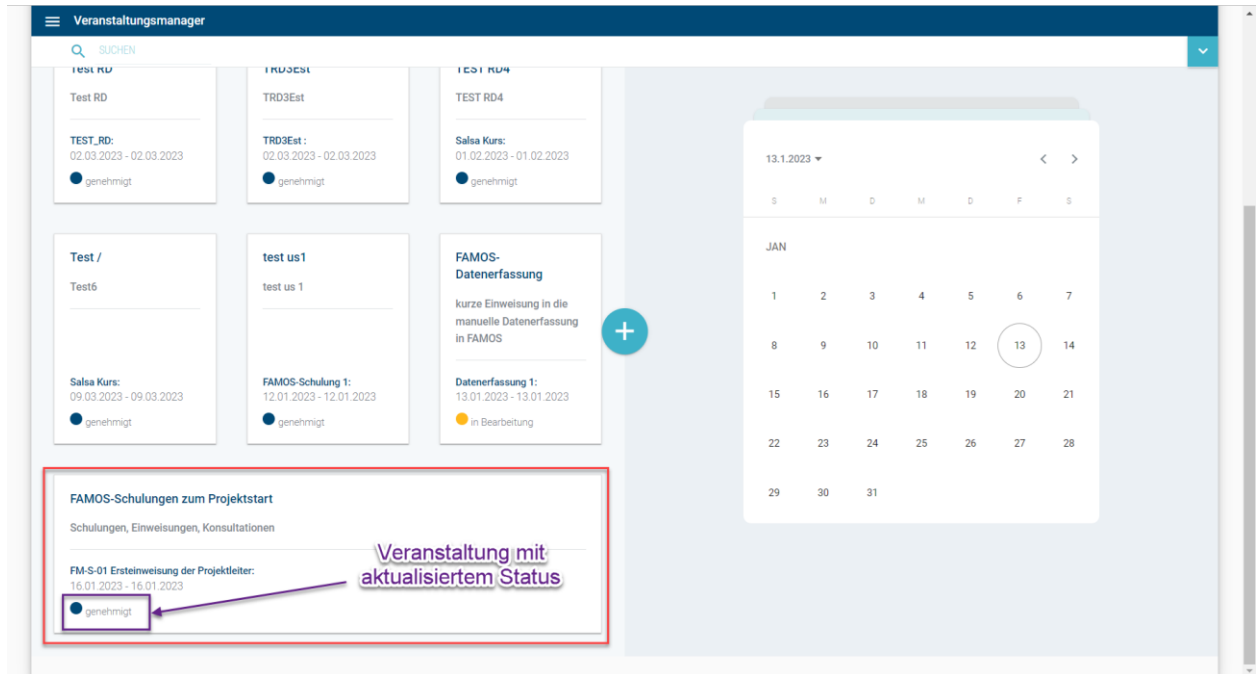 Veranstaltungsmanager
SUCHEN
Test RD
TRD3Est
TEST RD4
Test RD
TRD3Est
TEST RD4
TEST_RD:
02.03.2023 - 02.03.2023
genehmigt
TRD3Est :
02.03.2023 - 02.03.2023
genehmigt
Salsa Kurs:
01.02.2023 - 01.02.2023
genehmigt
Test /
Test6
Salsa Kurs:
09.03.2023 - 09.03.2023
genehmigt
test us1
test us 1
FAMOS-Schulung 1:
12.01.2023 - 12.01.2023
genehmigt
FAMOS-
Datenerfassung
kurze Einweisung in die
manuelle Datenerfassung
in FAMOS
Datenerfassung 1:
13.01.2023 - 13.01.2023
in Bearbeitung
+
FAMOS-Schulungen zum Projektstart
Schulungen, Einweisungen, Konsultationen
FM-S-01 Ersteinweisung der Projektleiter:
16.01.2023 - 16.01.2023
genehmigt
Veranstaltung mit
aktualisiertem Status
13.1.2023
S M D M D F S
JAN
1 2 3 4 5 6 7
8 9 10 11 12 13 14
15 16 17 18 19 20 21
22 23 24 25 26 27 28
29 30 31